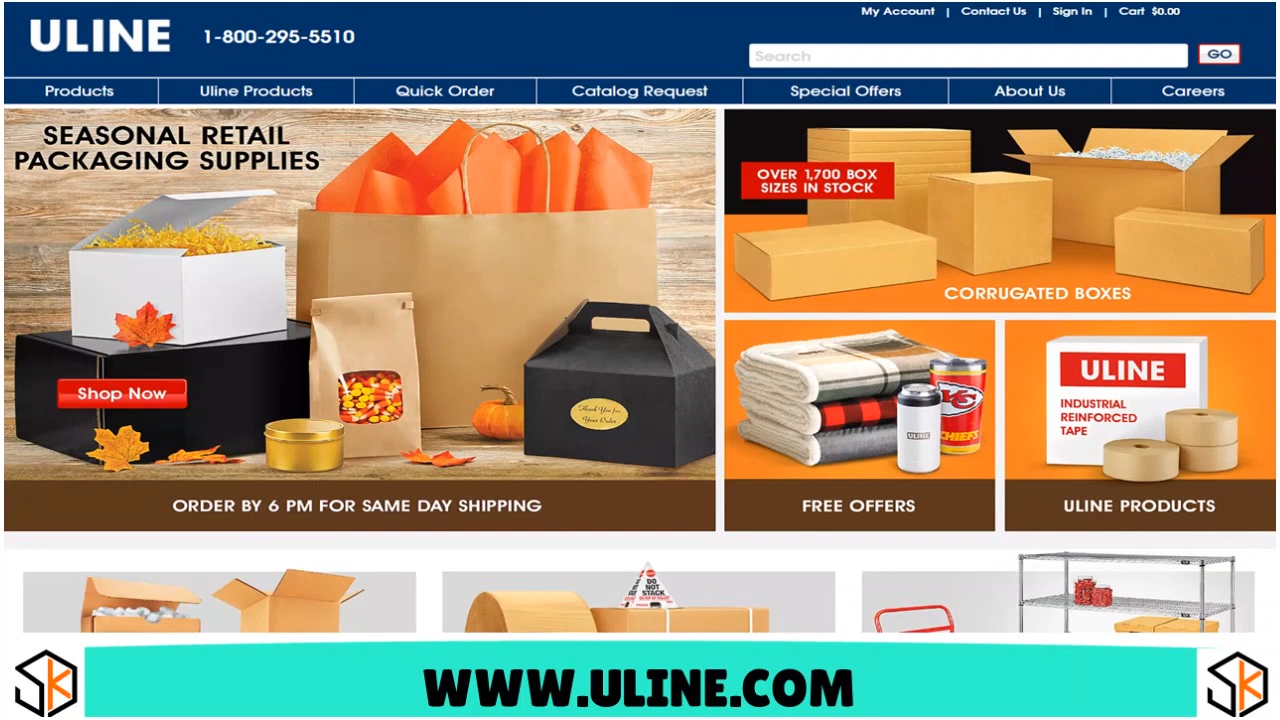 My Account | Contact Us | Sign In | Cart $0.00
ULINE
1-800-295-5510
Search
GO
Products
Uline Products
Quick Order
Catalog Request
Special Offers
About Us
Careers
SEASONAL RETAIL
PACKAGING SUPPLIES
Thank You for
Your Order
Shop Now
ORDER BY 6 PM FOR SAME DAY SHIPPING
OVER 1,700 BOX
SIZES IN STOCK
CORRUGATED BOXES
KC
CHIEFS
ULINE
FREE OFFERS
ULINE
INDUSTRIAL
REINFORCED
TAPE
ULINE PRODUCTS
DO
NOT
STACK
SK
WWW.ULINE.COM
SK